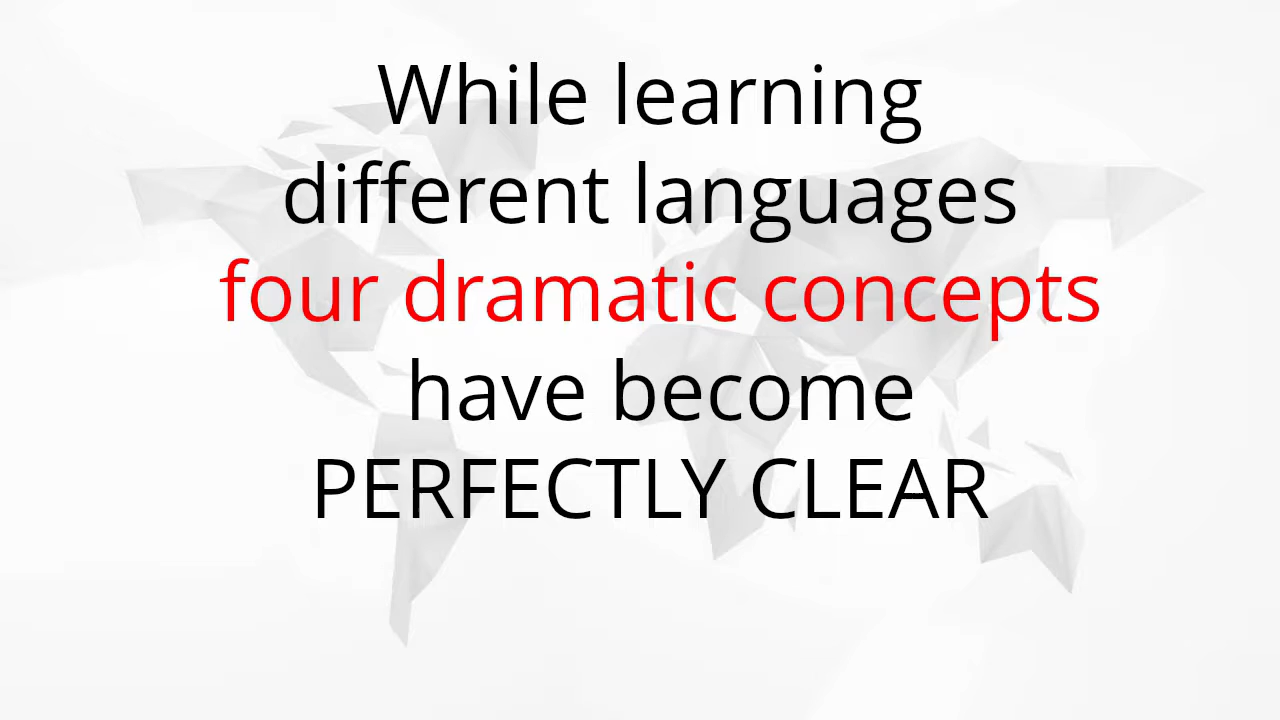 While learning
different languages
four dramatic concepts
have become
PERFECTLY CLEAR